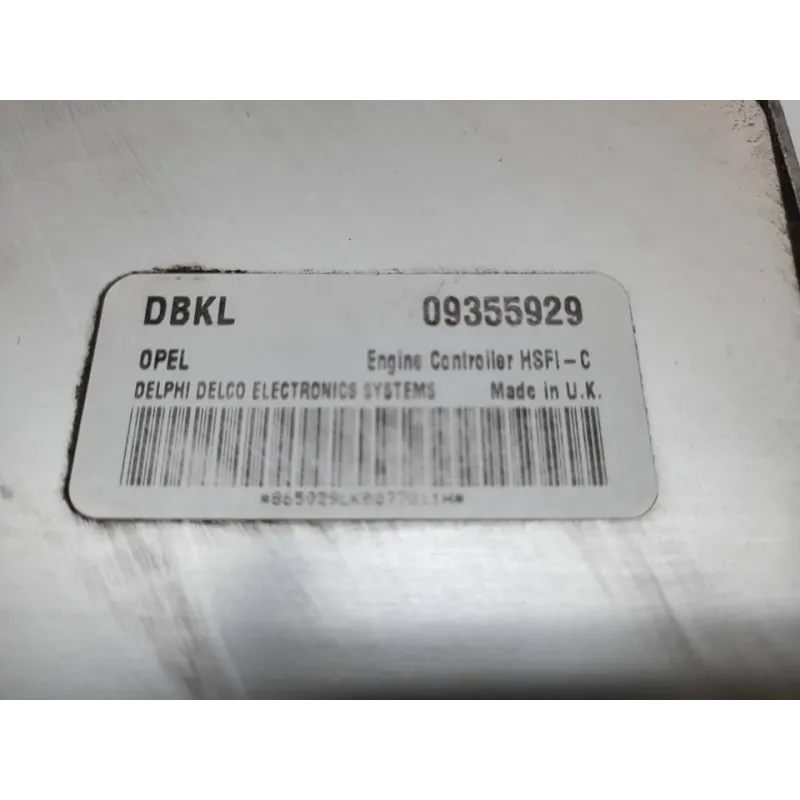 DBKL 09355929
OPEL Engine Controller HSFI-C
DELPHI DELCO ELECTRONICS SYSTEMS Made in U.K.